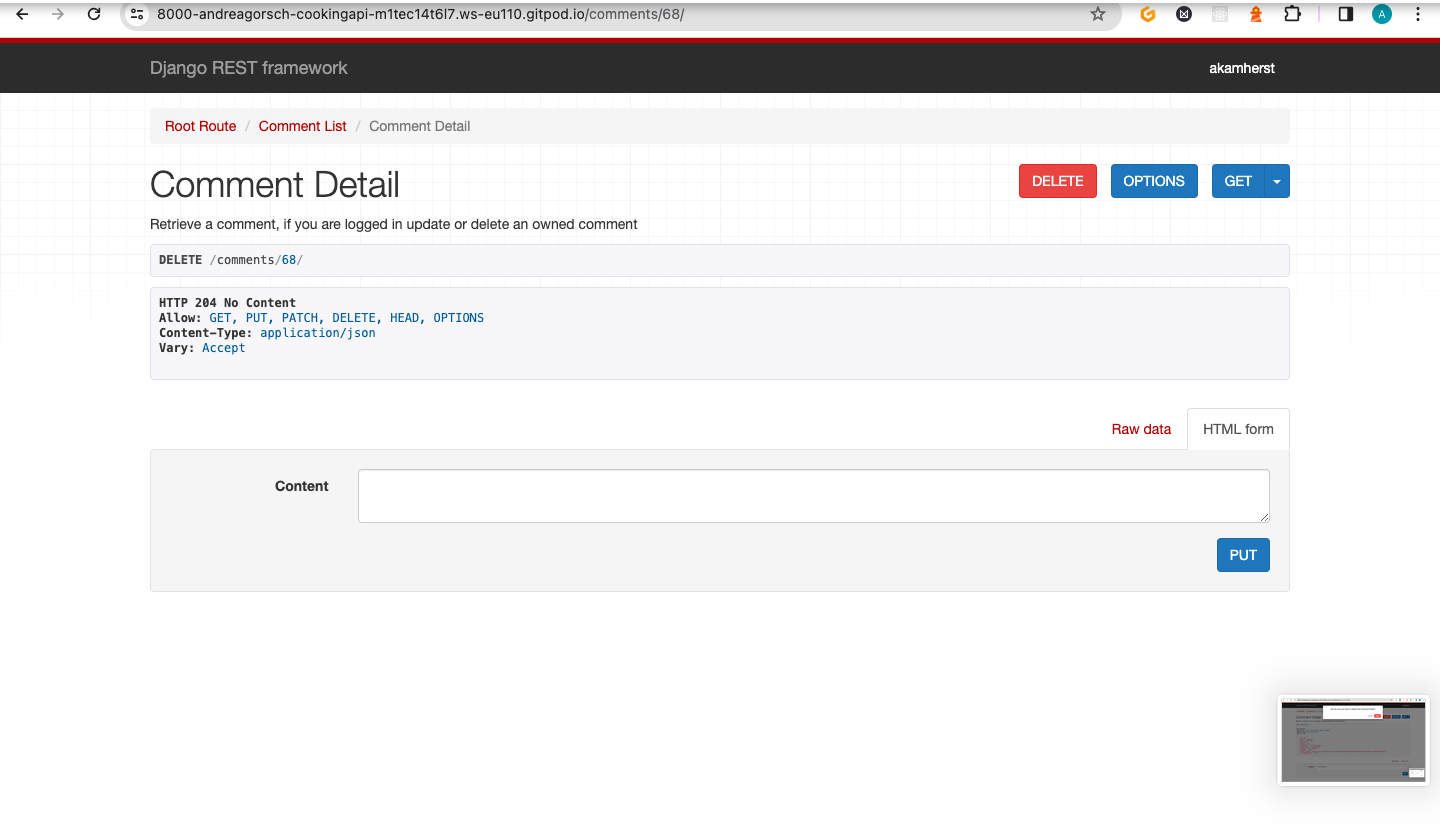 8000-andreagorsch-cookingapi-m1tec14t6l7.ws-eu110.gitpod.io/comments/68/
A
Django REST framework
akamherst
Root Route / Comment List / Comment Detail
Comment Detail
DELETE
OPTIONS
GET
Retrieve a comment, if you are logged in update or delete an owned comment
DELETE /comments/68/
HTTP 204 No Content
Allow: GET, PUT, PATCH, DELETE, HEAD, OPTIONS
Content-Type: application/json
Vary: Accept
Raw data
HTML form
Content
PUT